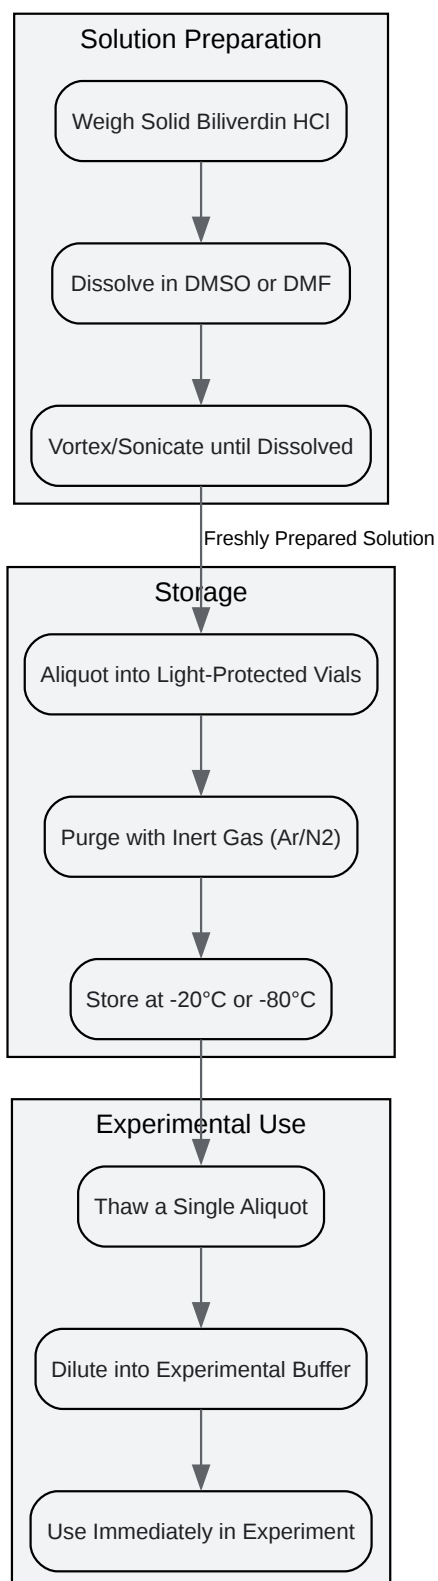 Solution Preparation
Weigh Solid Biliverdin HCl
Dissolve in DMSO or DMF
Vortex/Sonicate until Dissolved
Freshly Prepared Solution
Storage
Aliquot into Light-Protected Vials
Purge with Inert Gas (Ar/N2)
Store at -20°C or -80°C
Experimental Use
Thaw a Single Aliquot
Dilute into Experimental Buffer
Use Immediately in Experiment